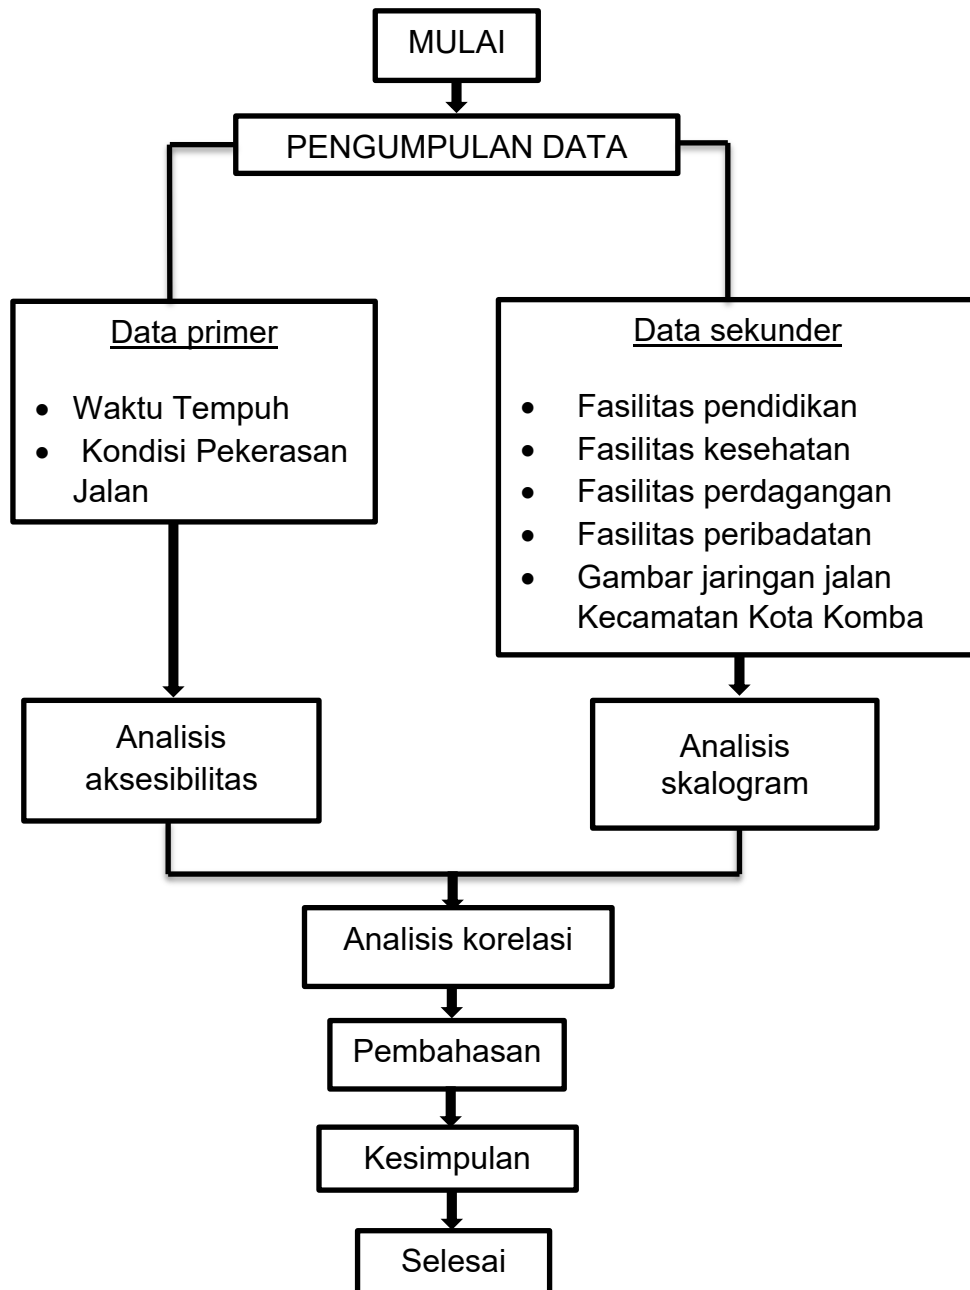 MULAI
PENGUMPULAN DATA
Data primer
• Waktu Tempuh
• Kondisi Pekerasan
Jalan
Data sekunder
• Fasilitas pendidikan
• Fasilitas kesehatan
• Fasilitas perdagangan
• Fasilitas peribadatan
• Gambar jaringan jalan
Kecamatan Kota Komba
Analisis
aksesibilitas
Analisis
skalogram
Analisis korelasi
Pembahasan
Kesimpulan
Selesai